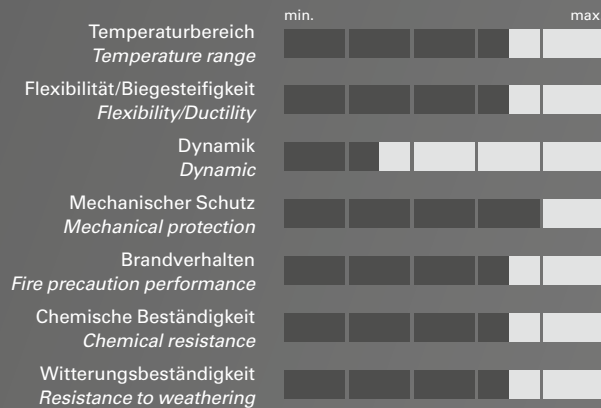 min. max
Temperaturbereich
Temperature range
Flexibilität/Biegesteifigkeit
Flexibility/Ductility
Dynamik
Dynamic
Mechanischer Schutz
Mechanical protection
Brandverhalten
Fire precaution performance
Chemische Beständigkeit
Chemical resistance
Witterungsbeständigkeit
Resistance to weathering